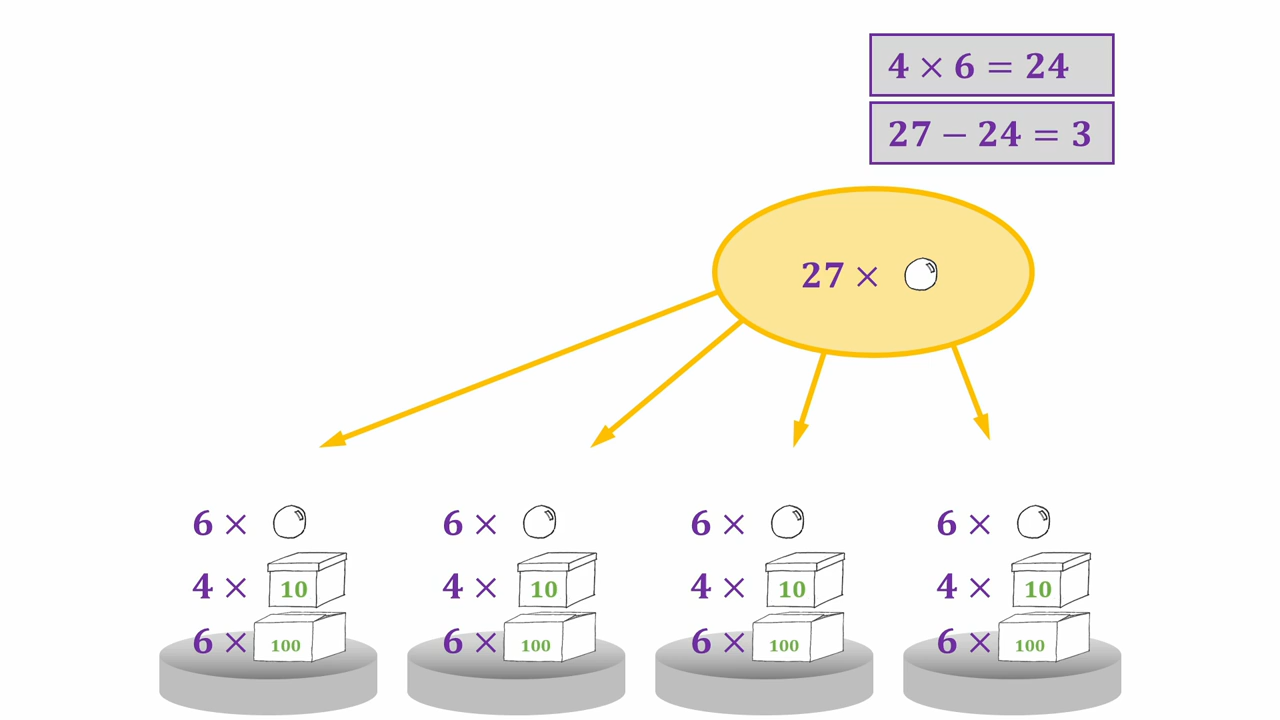 4 × 6 = 24
27 − 24 = 3
27 ×
6 × 6 × 6 × 6 ×
4 × 10 4 × 10 4 × 10 4 × 10
6 × 100 6 × 100 6 × 100 6 × 100